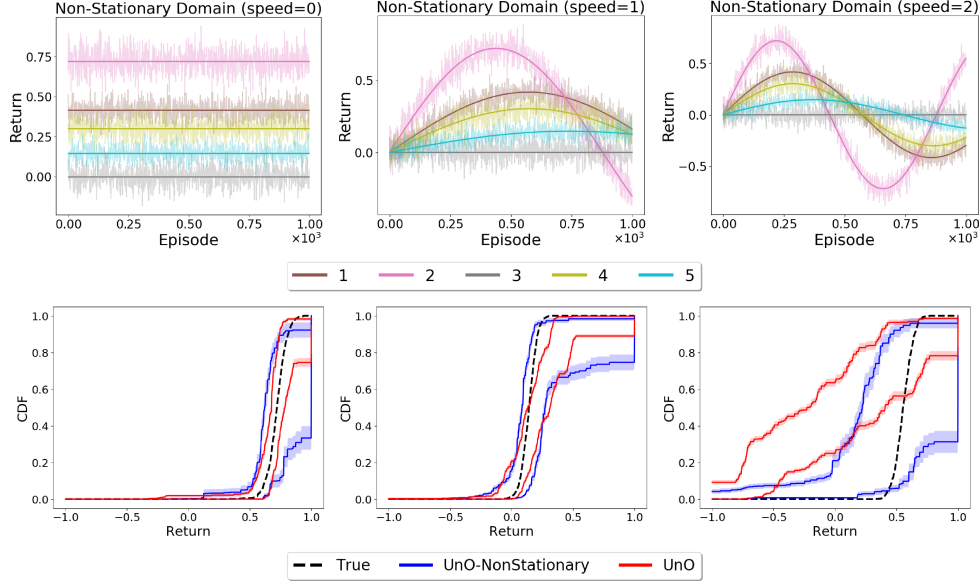 Non-Stationary Domain (speed=0)
Return
0.75
0.50
0.25
0.00
0.00 0.25 0.50 0.75 1.00
Episode ×10³
Non-Stationary Domain (speed=1)
Return
0.5
0.0
0.00 0.25 0.50 0.75 1.00
Episode ×10³
Non-Stationary Domain (speed=2)
Return
0.5
0.0
−0.5
0.00 0.25 0.50 0.75 1.00
Episode ×10³
1 2 3 4 5
CDF
1.0
0.8
0.6
0.4
0.2
0.0
−1.0 −0.5 0.0 0.5 1.0
Return
CDF
1.0
0.8
0.6
0.4
0.2
0.0
−1.0 −0.5 0.0 0.5 1.0
Return
CDF
1.0
0.8
0.6
0.4
0.2
0.0
−1.0 −0.5 0.0 0.5 1.0
Return
True UnO-NonStationary UnO